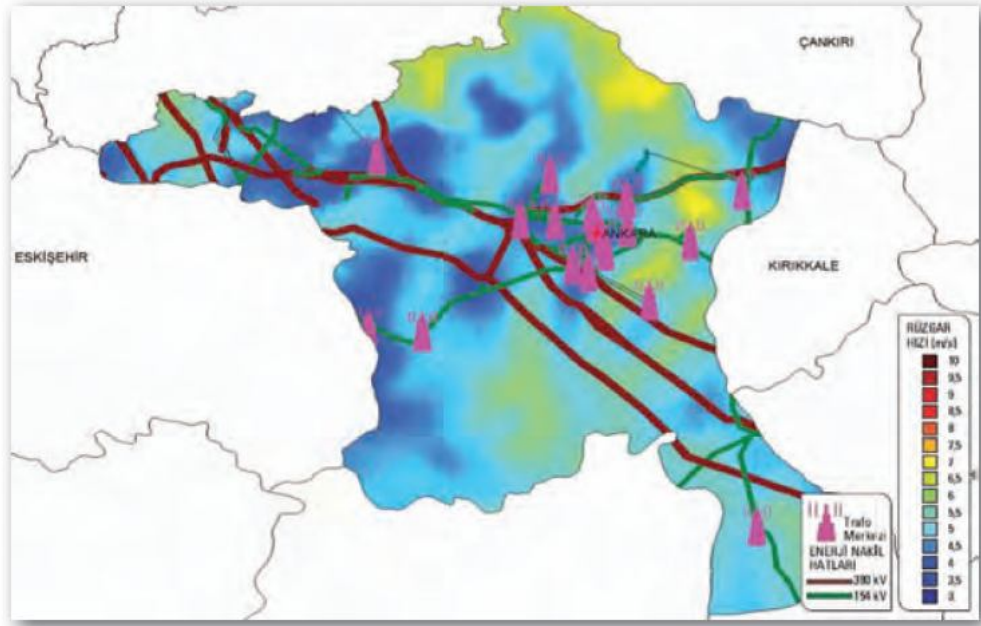 ÇANKIRI
ANKARA
ESKİŞEHİR
KIRIKKALE
RÜZGAR
HIZI (m/s)
10
9,5
9
8,5
8
7,5
7
6,5
6
5,5
5
4,5
4
3,5
3
Trafo
Merkezi
ENERJİ NAKİL
HATLARI
380 kV
154 kV